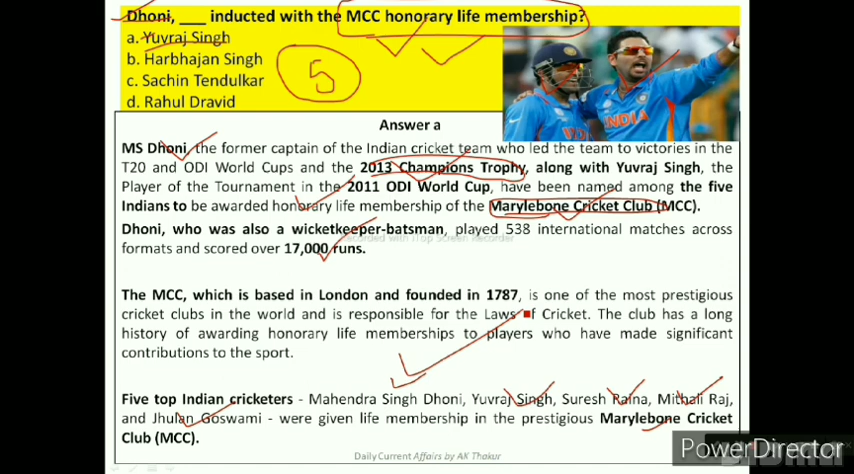 Dhoni, ___ inducted with the MCC honorary life membership?
a. Yuvraj Singh
b. Harbhajan Singh
c. Sachin Tendulkar
d. Rahul Dravid
5
Answer a
MS Dhoni, the former captain of the Indian cricket team who led the team to victories in the
T20 and ODI World Cups and the 2013 Champions Trophy, along with Yuvraj Singh, the
Player of the Tournament in the 2011 ODI World Cup, have been named among the five
Indians to be awarded honorary life membership of the Marylebone Cricket Club (MCC).
Dhoni, who was also a wicketkeeper-batsman, played 538 international matches across
Recorded with iTop Screen Recorder
formats and scored over 17,000 runs.
The MCC, which is based in London and founded in 1787, is one of the most prestigious
cricket clubs in the world and is responsible for the Laws of Cricket. The club has a long
history of awarding honorary life memberships to players who have made significant
contributions to the sport.
Five top Indian cricketers - Mahendra Singh Dhoni, Yuvraj Singh, Suresh Raina, Mithali Raj,
and Jhulan Goswami - were given life membership in the prestigious Marylebone Cricket
Club (MCC).
Daily Current Affairs by AK Thakur
PowerDirector